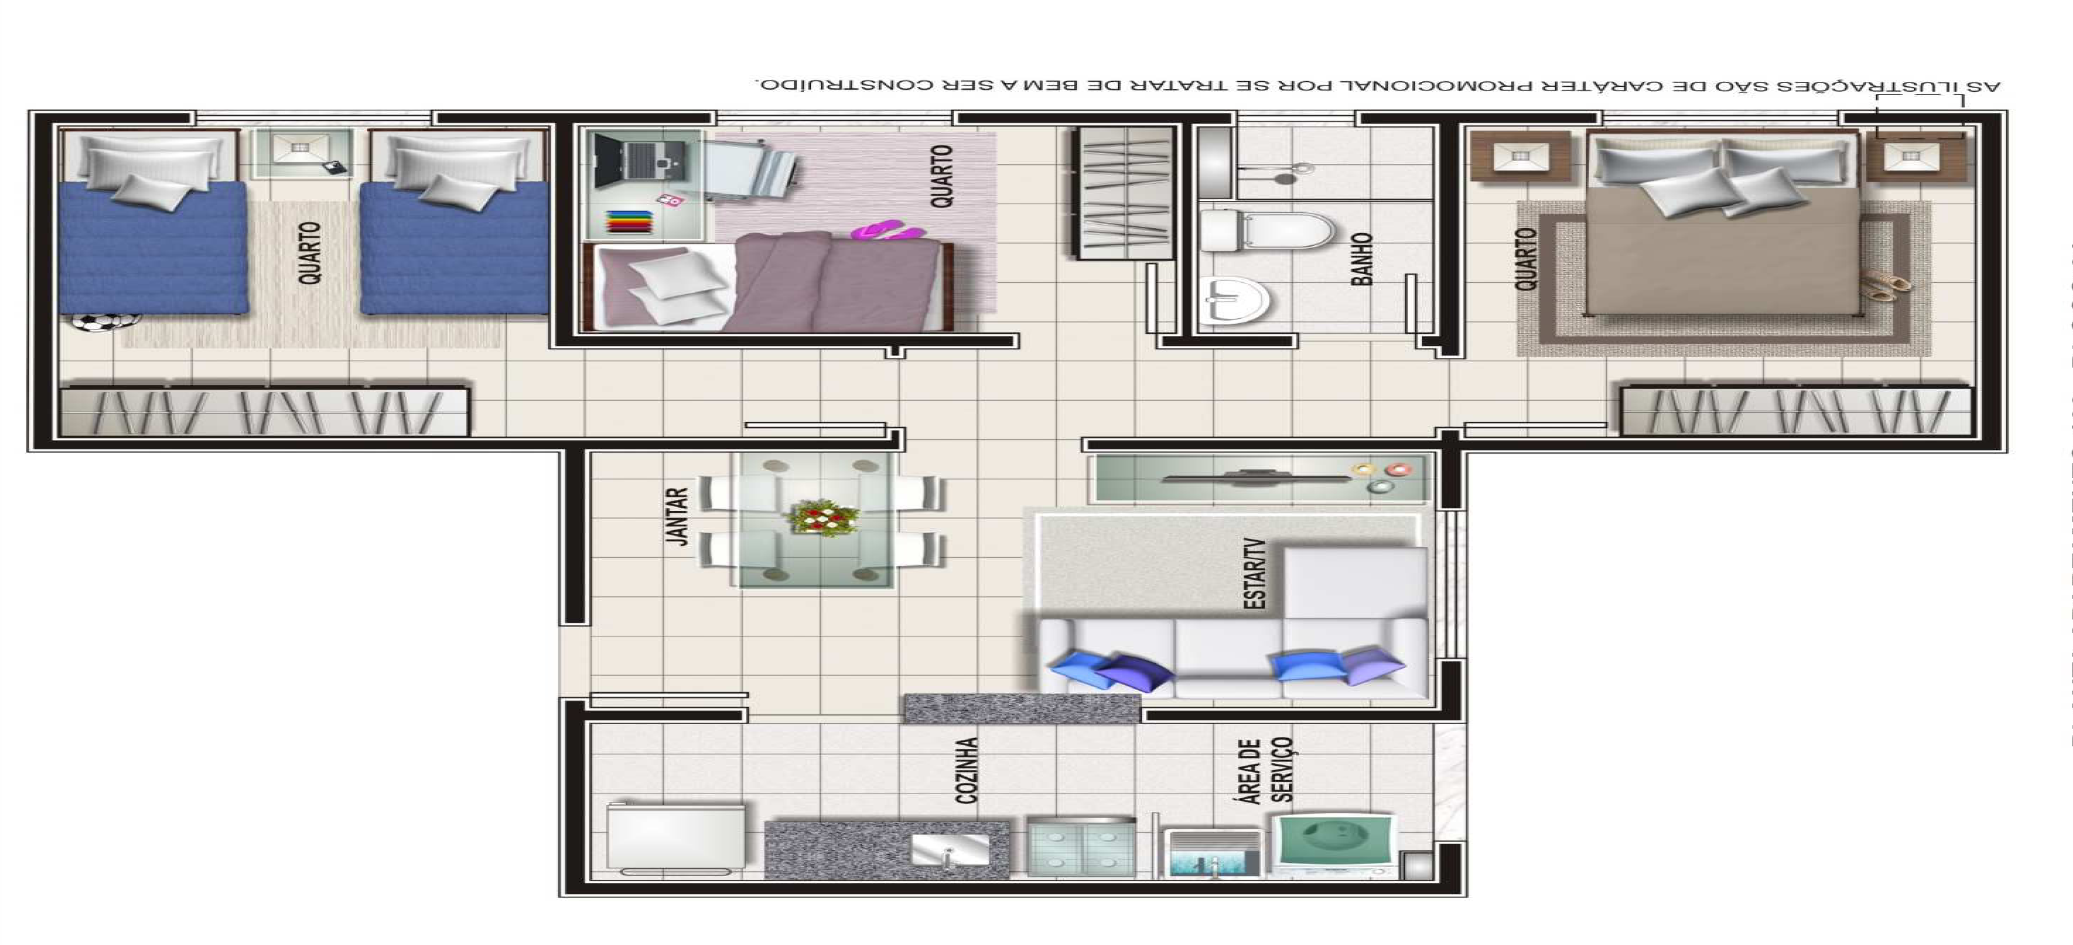 AS ILUSTRAÇÕES SÃO DE CARÁTER PROMOCIONAL POR SE TRATAR DE BEM A SER CONSTRUÍDO.
QUARTO
QUARTO
BANHO
QUARTO
JANTAR
ESTAR/TV
COZINHA
ÁREA DE
SERVIÇO